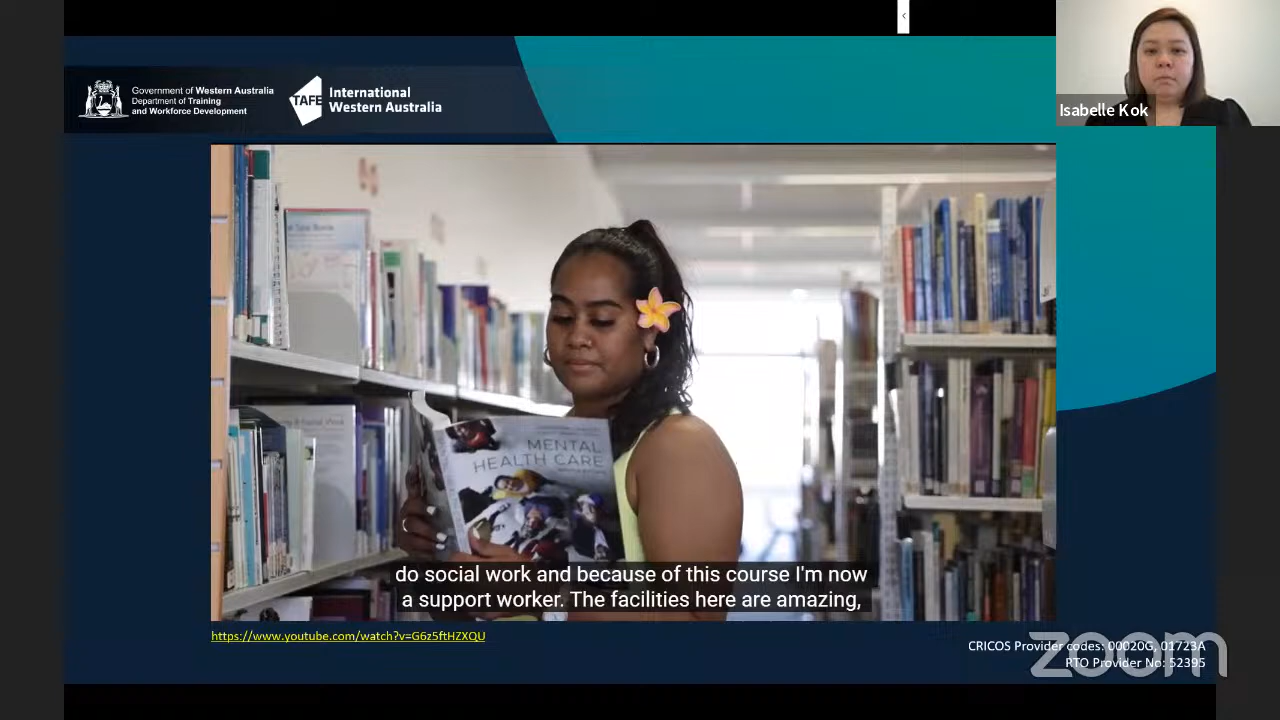 Government of Western Australia
Department of Training
and Workforce Development
TAFE
International
Western Australia
Isabelle Kok
MENTAL
HEALTH CARE
do social work and because of this course I'm now
a support worker. The facilities here are amazing,
https://www.youtube.com/watch?v=G6z5ftHZXQU
CRICOS Provider codes: 00020G, 01723A
RTO Provider No: 52395
zoom